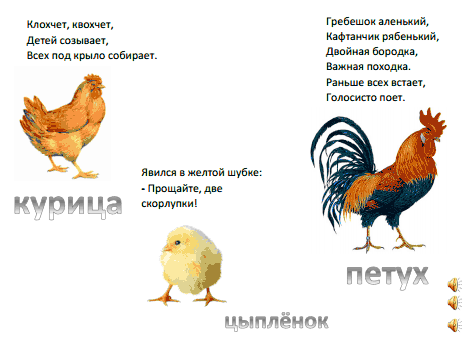 Клохчет, квохчет,
Детей созывает,
Всех под крыло собирает.
курица
Явился в желтой шубке:
- Прощайте, две
скорлупки!
цыплёнок
Гребешок аленький,
Кафтанчик рябенький,
Двойная бородка,
Важная походка.
Раньше всех встает,
Голосисто поет.
петух